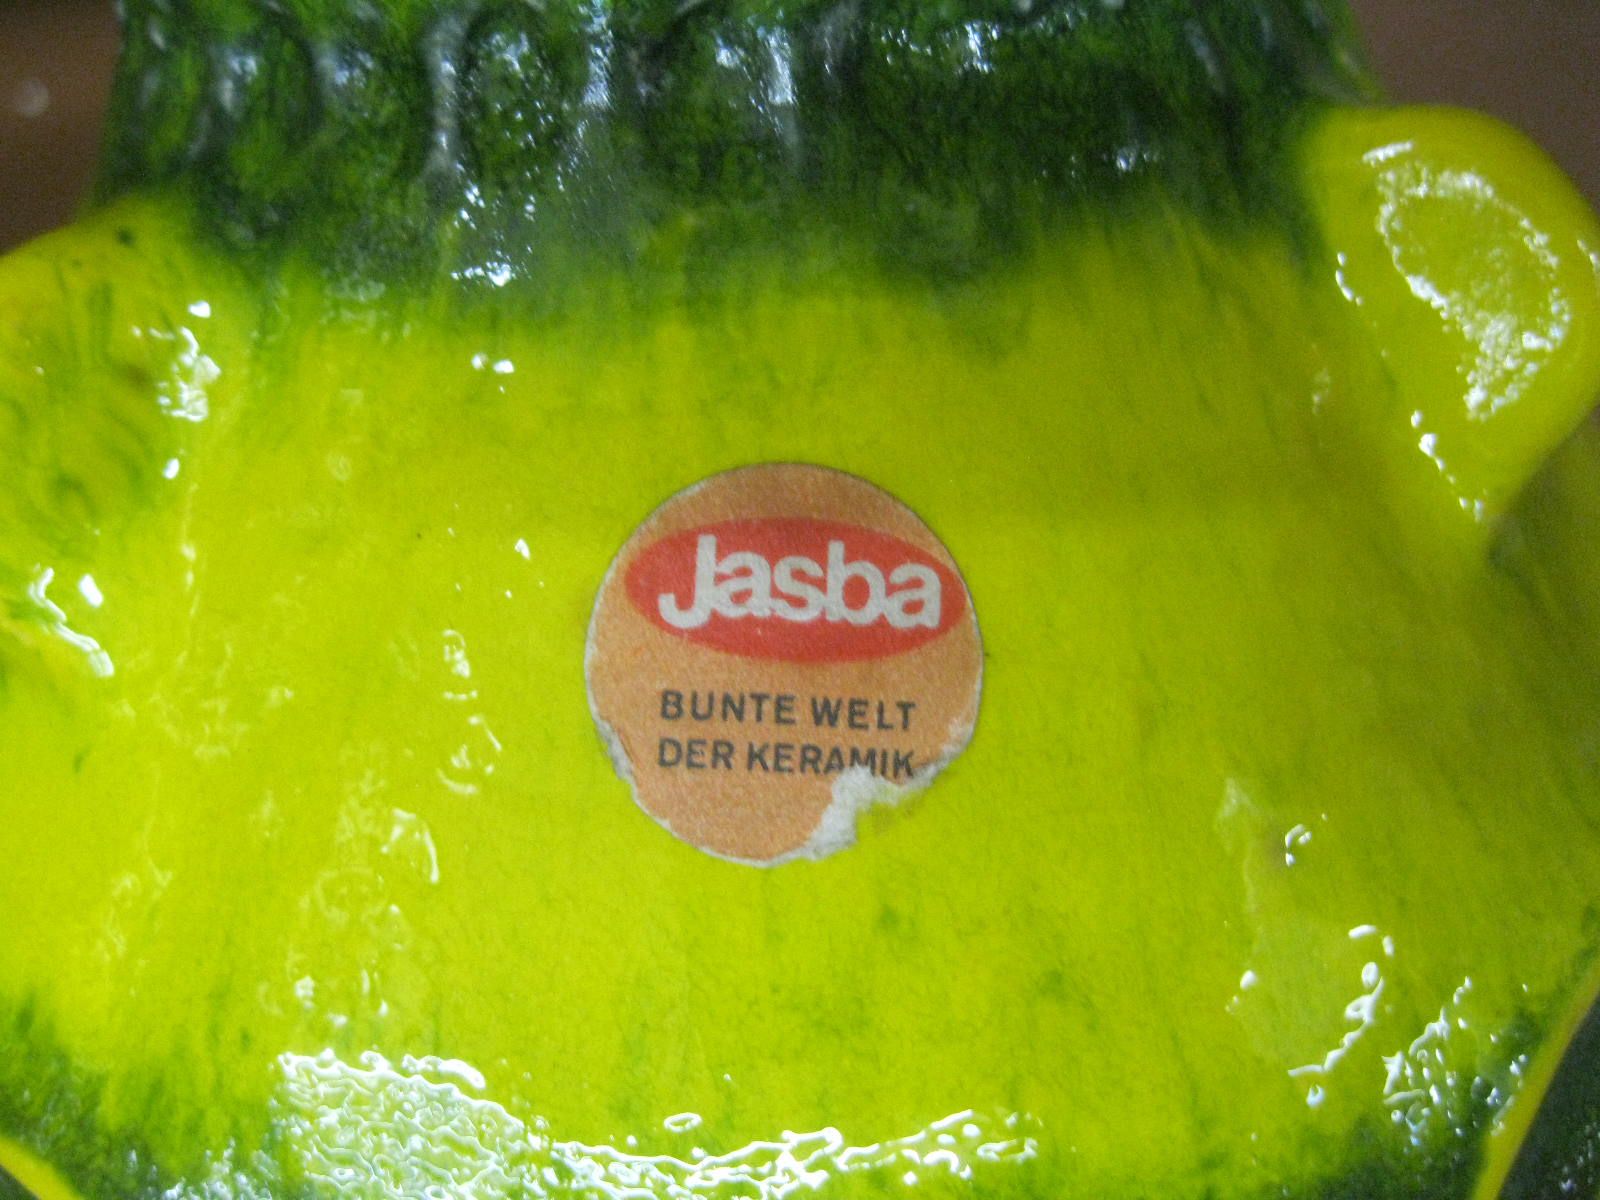 Jasba
BUNTE WELT
DER KERAMIK